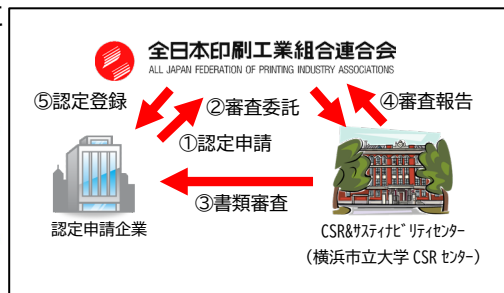 全日本印刷工業組合連合会
ALL JAPAN FEDERATION OF PRINTING INDUSTRY ASSOCIATIONS
⑤認定登録
②審査委託
④審査報告
①認定申請
③書類審査
認定申請企業
CSR&サスティナビリティセンター
(横浜市立大学 CSR センター)